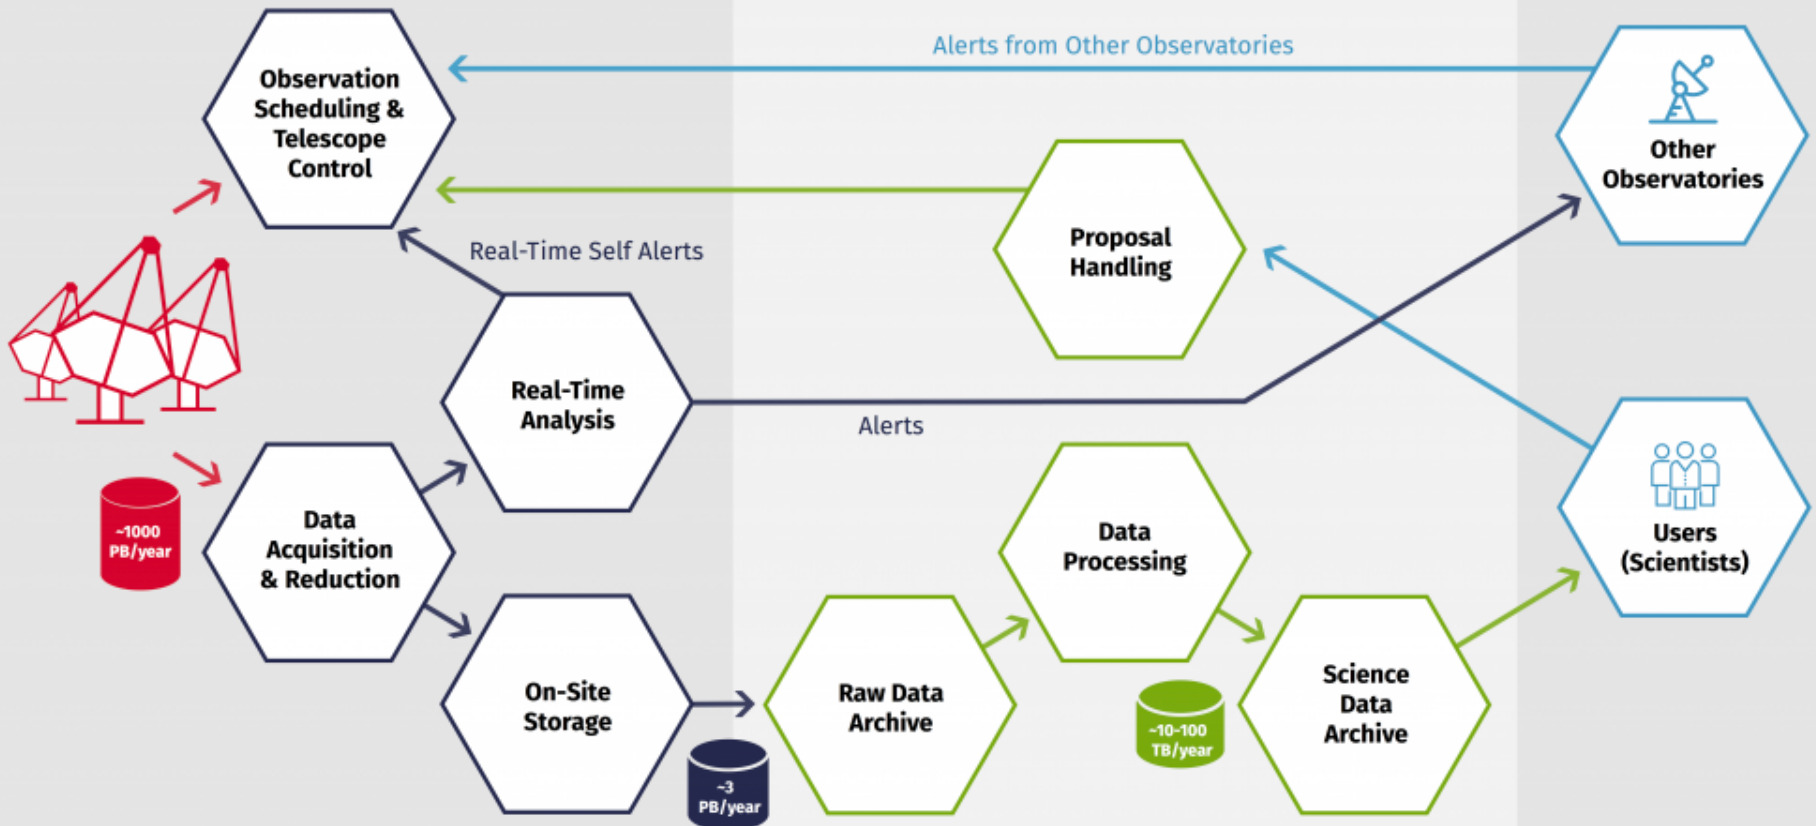 Observation
Scheduling &
Telescope
Control
Alerts from Other Observatories
Other
Observatories
Proposal
Handling
Real-Time Self Alerts
Real-Time
Analysis
Alerts
~1000
PB/year
Data
Acquisition
& Reduction
Data
Processing
Users
(Scientists)
On-Site
Storage
~3
PB/year
Raw Data
Archive
~10-100
TB/year
Science
Data
Archive